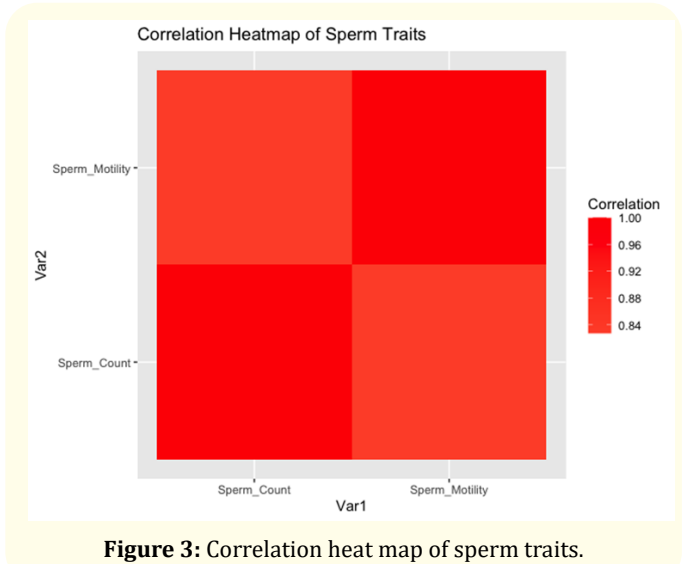 Correlation Heatmap of Sperm Traits
Sperm_Motility
Var2
Sperm_Count
Sperm_Count Sperm_Motility
Var1
Correlation
1.00
0.96
0.92
0.88
0.84
Figure 3: Correlation heat map of sperm traits.